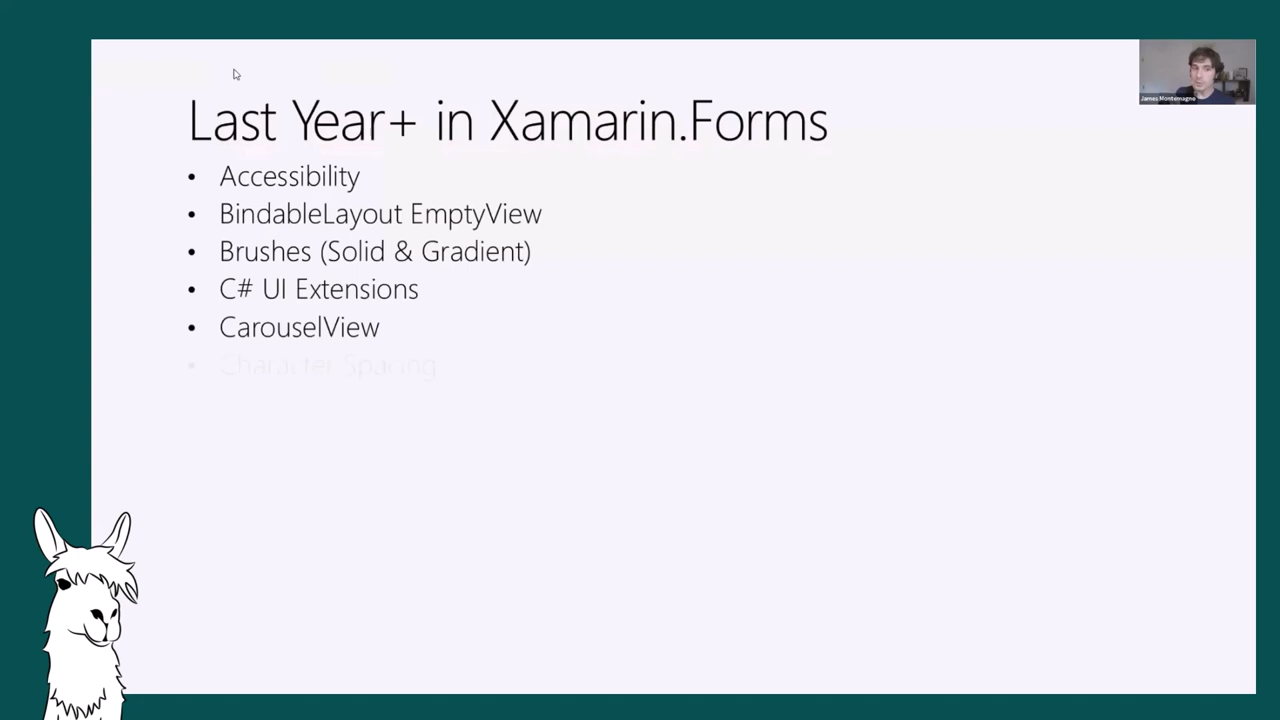 James Montemagno
Last Year+ in Xamarin.Forms
• Accessibility
• BindableLayout EmptyView
• Brushes (Solid & Gradient)
• C# UI Extensions
• CarouselView
• Character Spacing